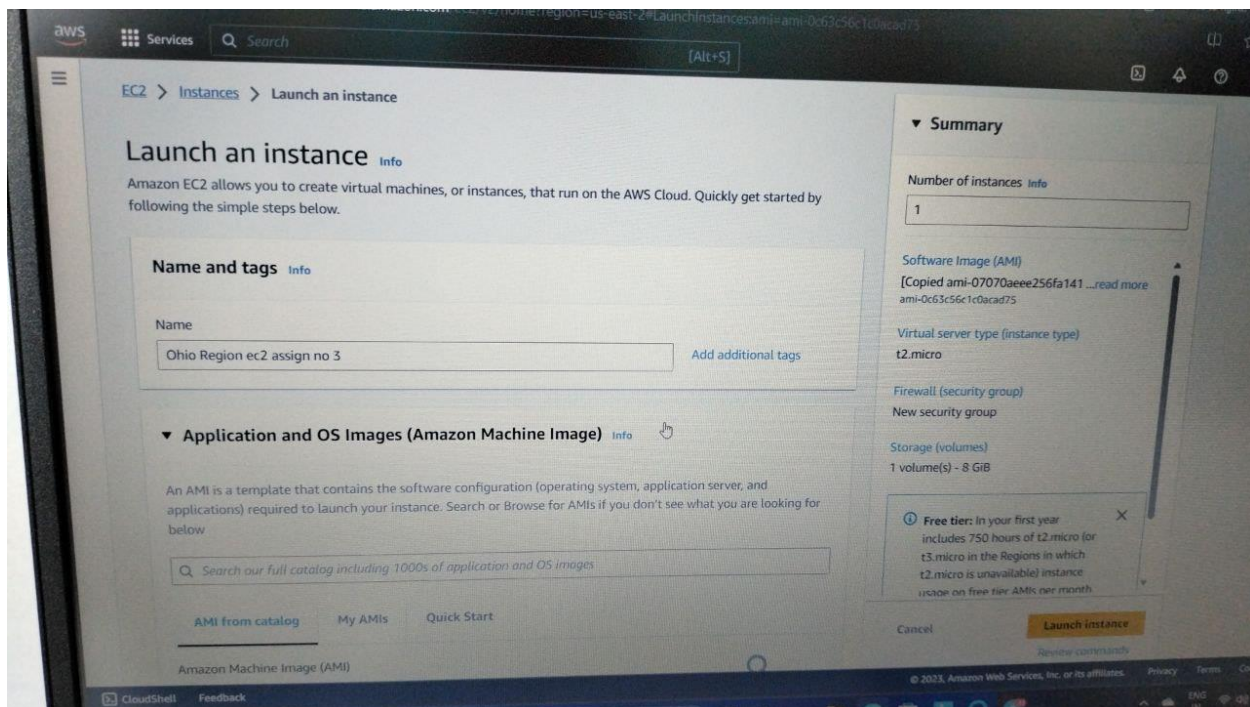 aws
Services
Search
[Alt+S]
EC2 > Instances > Launch an instance
Launch an instance Info
Amazon EC2 allows you to create virtual machines, or instances, that run on the AWS Cloud. Quickly get started by
following the simple steps below.
Name and tags Info
Name
Ohio Region ec2 assign no 3
Add additional tags
Application and OS Images (Amazon Machine Image) Info
An AMI is a template that contains the software configuration (operating system, application server, and
applications) required to launch your instance. Search or Browse for AMIs if you don't see what you are looking for
below
Search our full catalog including 1000s of application and OS images
AMI from catalog
My AMIs
Quick Start
Amazon Machine Image (AMI)
Summary
Number of instances Info
1
Software Image (AMI)
[Copied ami-07070aeee256fa141 ...read more
ami-0c63c56c1c0acad75
Virtual server type (instance type)
t2.micro
Firewall (security group)
New security group
Storage (volumes)
1 volume(s) - 8 GiB
Free tier: In your first year
includes 750 hours of t2.micro (or
t3.micro in the Regions in which
t2.micro is unavailable) instance
usage on free tier AMIs per month
Cancel
Launch instance
Review commands
CloudShell
Feedback
© 2023, Amazon Web Services, Inc. or its affiliates.
Privacy
Terms
ENG